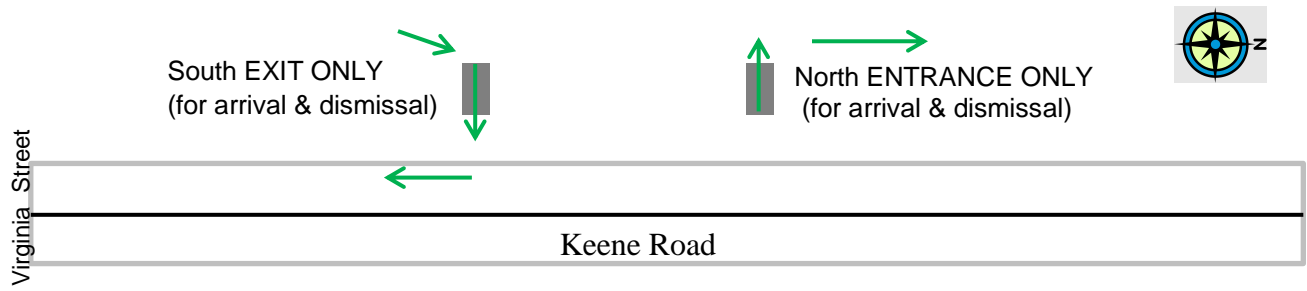 South EXIT ONLY
(for arrival & dismissal)
North ENTRANCE ONLY
(for arrival & dismissal)
N
Virginia Street
Keene Road